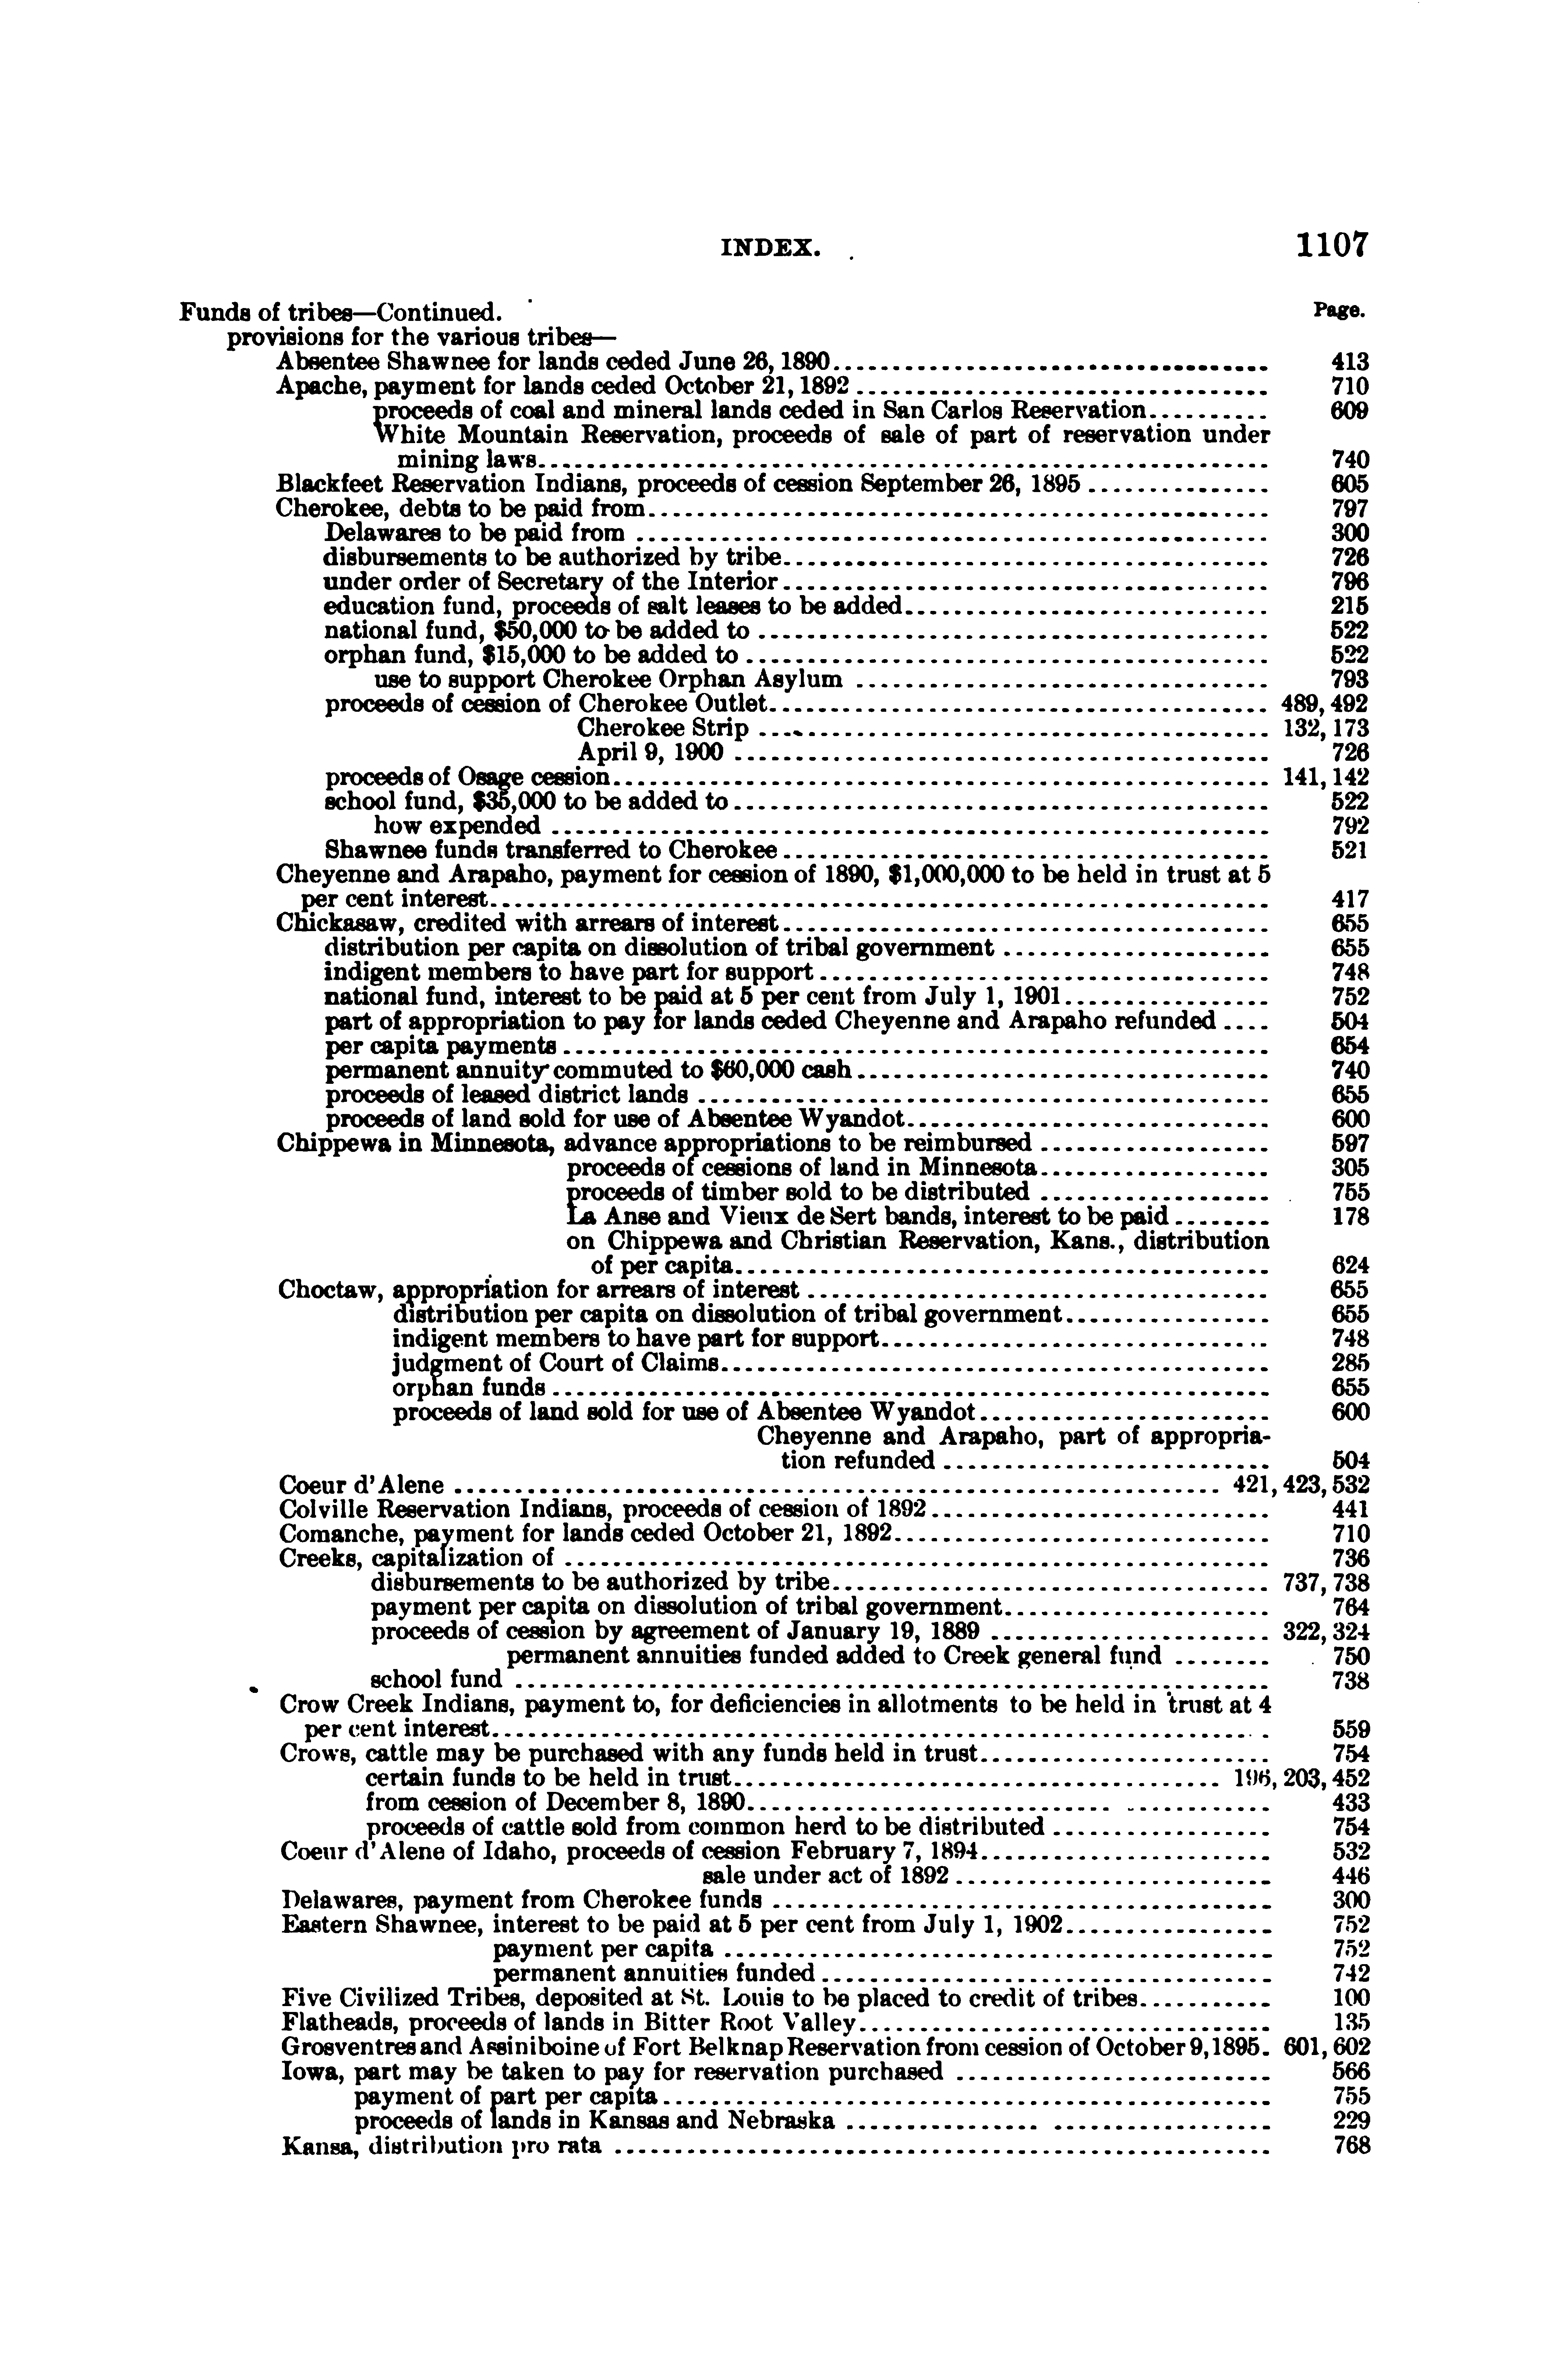 INDEX. 1107
Funds of tribes—Continued. Page.
provisions for the various tribes—
Absentee Shawnee for lands ceded June 26, 1890 413
Apache, payment for lands ceded October 21, 1892 710
proceeds of coal and mineral lands ceded in San Carlos Reservation 609
White Mountain Reservation, proceeds of sale of part of reservation under
mining laws 740
Blackfeet Reservation Indians, proceeds of cession September 26, 1895 605
Cherokee, debts to be paid from 797
Delawares to be paid from 300
disbursements to be authorized by tribe 726
under order of Secretary of the Interior 796
education fund, proceeds of salt leases to be added 215
national fund, $50,000 to be added to 522
orphan fund, $15,000 to be added to 522
use to support Cherokee Orphan Asylum 793
proceeds of cession of Cherokee Outlet 489, 492
Cherokee Strip 132, 173
April 9, 1900 726
proceeds of Osage cession 141, 142
school fund, $35,000 to be added to 522
how expended 792
Shawnee funds transferred to Cherokee 521
Cheyenne and Arapaho, payment for cession of 1890, $1,000,000 to be held in trust at 5
per cent interest 417
Chickasaw, credited with arrears of interest 655
distribution per capita on dissolution of tribal government 655
indigent members to have part for support 748
national fund, interest to be paid at 5 per cent from July 1, 1901 752
part of appropriation to pay for lands ceded Cheyenne and Arapaho refunded 504
per capita payments 654
permanent annuity commuted to $60,000 cash 740
proceeds of leased district lands 655
proceeds of land sold for use of Absentee Wyandot 600
Chippewa in Minnesota, advance appropriations to be reimbursed 597
proceeds of cessions of land in Minnesota 305
proceeds of timber sold to be distributed 755
La Anse and Vieux de Sert bands, interest to be paid 178
on Chippewa and Christian Reservation, Kans., distribution
of per capita 624
Choctaw, appropriation for arrears of interest 655
distribution per capita on dissolution of tribal government 655
indigent members to have part for support 748
judgment of Court of Claims 285
orphan funds 655
proceeds of land sold for use of Absentee Wyandot 600
Cheyenne and Arapaho, part of appropria-
tion refunded 504
Coeur d'Alene 421, 423, 532
Colville Reservation Indians, proceeds of cession of 1892 441
Comanche, payment for lands ceded October 21, 1892 710
Creeks, capitalization of 736
disbursements to be authorized by tribe 737, 738
payment per capita on dissolution of tribal government 764
proceeds of cession by agreement of January 19, 1889 322, 324
permanent annuities funded added to Creek general fund 750
school fund 738
Crow Creek Indians, payment to, for deficiencies in allotments to be held in trust at 4
per cent interest 559
Crows, cattle may be purchased with any funds held in trust 754
certain funds to be held in trust 196, 203, 452
from cession of December 8, 1890 433
proceeds of cattle sold from common herd to be distributed 754
Coeur d'Alene of Idaho, proceeds of cession February 7, 1894 532
sale under act of 1892 446
Delawares, payment from Cherokee funds 300
Eastern Shawnee, interest to be paid at 5 per cent from July 1, 1902 752
payment per capita 752
permanent annuities funded 742
Five Civilized Tribes, deposited at St. Louis to be placed to credit of tribes 100
Flatheads, proceeds of lands in Bitter Root Valley 135
Grosventres and Assiniboine of Fort Belknap Reservation from cession of October 9, 1895. 601, 602
Iowa, part may be taken to pay for reservation purchased 566
payment of part per capita 755
proceeds of lands in Kansas and Nebraska 229
Kansa, distribution pro rata 768